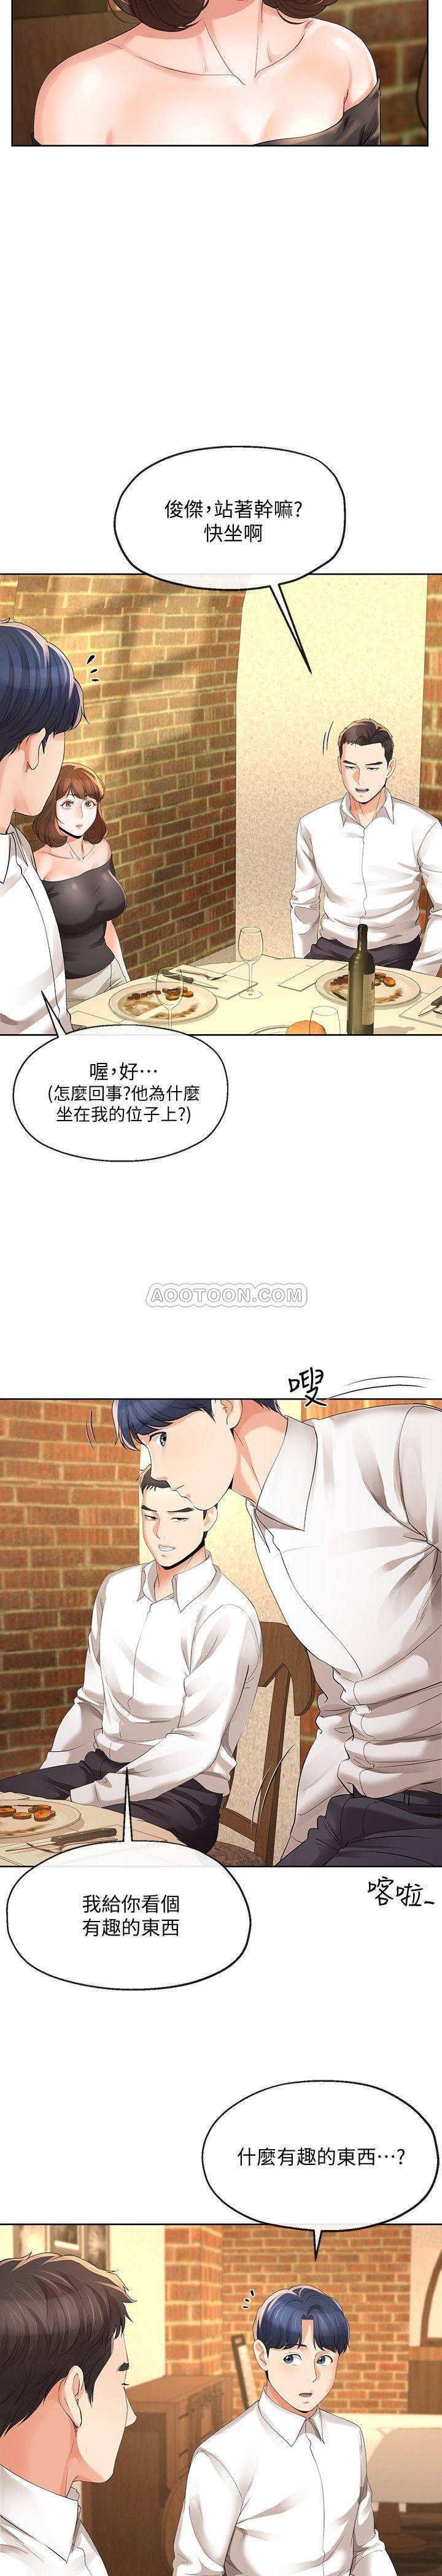 俊傑，站著幹嘛?
快坐啊
喔，好…
(怎麼回事?他為什麼
坐在我的位子上?)
AOOTOON.COM
嗖
我給你看個
有趣的東西
喀啦_
什麼有趣的東西…?